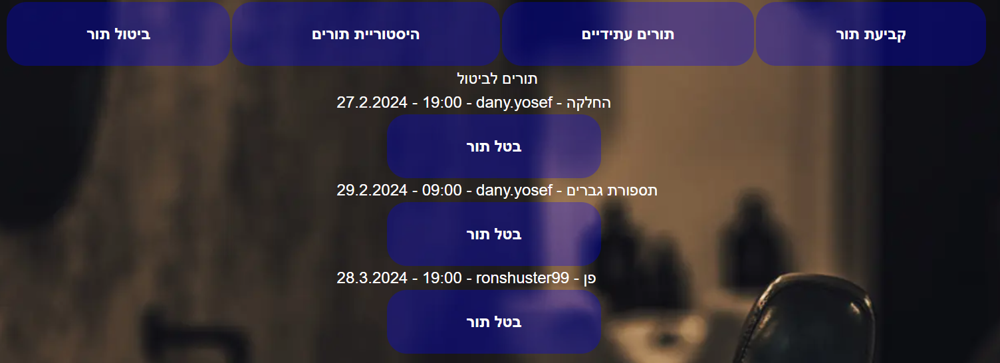 קביעת תור
תורים עתידיים
היסטוריית תורים
ביטול תור
תורים לביטול
27.2.2024 - 19:00 - dany.yosef - החלקה
בטל תור
29.2.2024 - 09:00 - dany.yosef - תספורת גברים
בטל תור
28.3.2024 - 19:00 - ronshuster99 - פן
בטל תור